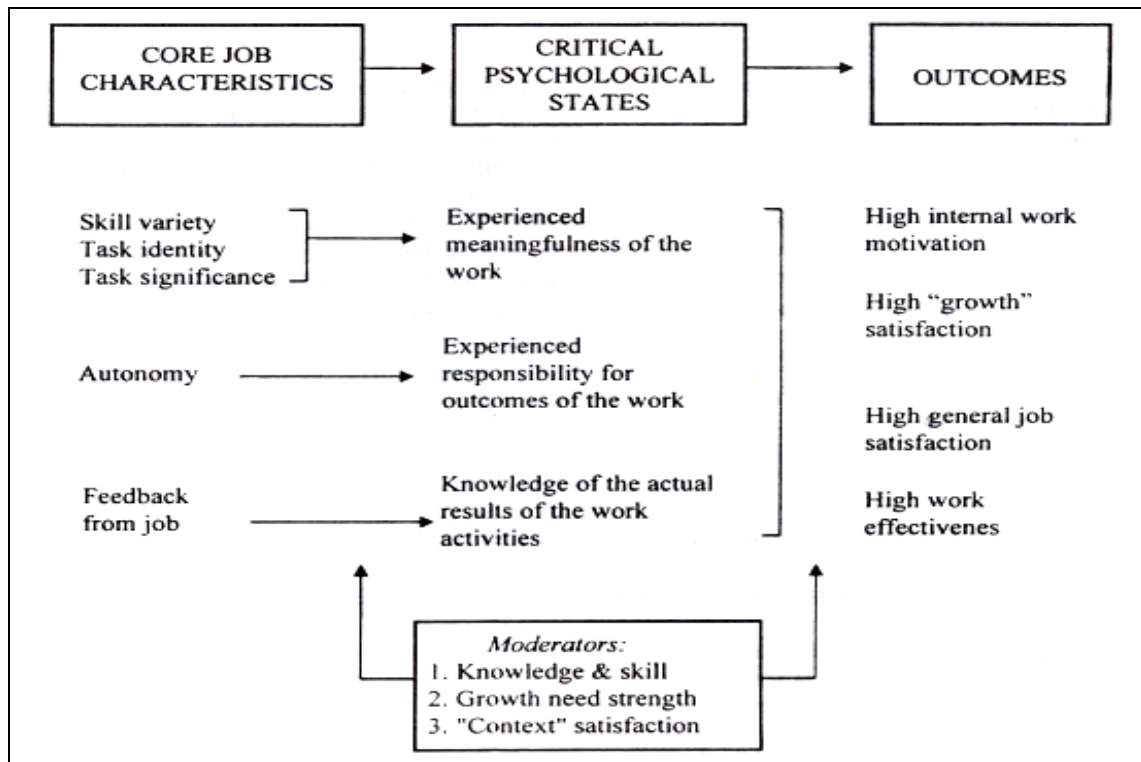 CORE JOB
CHARACTERISTICS
CRITICAL
PSYCHOLOGICAL
STATES
OUTCOMES
Skill variety
Task identity
Task significance
Experienced
meaningfulness of the
work
High internal work
motivation
High “growth”
satisfaction
Autonomy
Experienced
responsibility for
outcomes of the work
High general job
satisfaction
Feedback
from job
Knowledge of the actual
results of the work
activities
High work
effectivenes
Moderators:
1. Knowledge & skill
2. Growth need strength
3. "Context" satisfaction